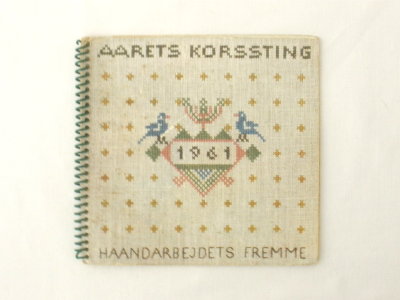 AARETS KORSSTING
1961
HAANDARBEJDETS FREMME